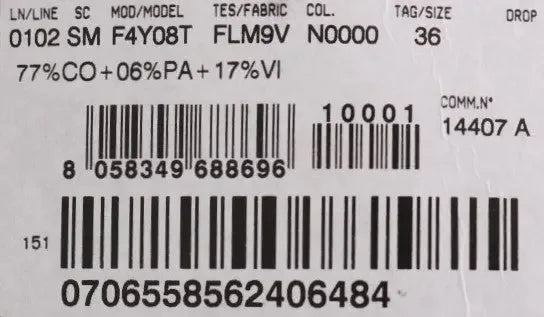 LN/LINE SC MOD/MODEL TES/FABRIC COL. TAG/SIZE DROP
0102 SM F4Y08T FLM9V N0000 36
77%CO+06%PA+17%VI
10001
COMM.N°
14407 A
8 058349 688696
151
0706558562406484